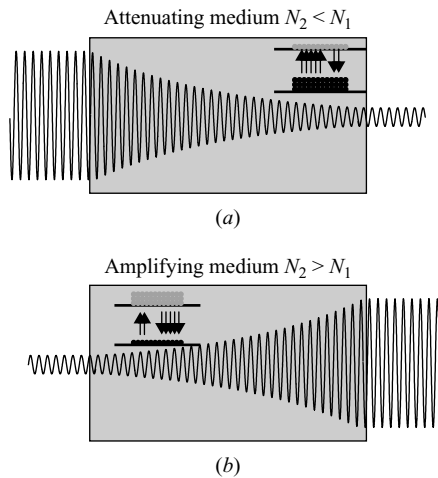 Attenuating medium N₂ < N₁
(a)
Amplifying medium N₂ > N₁
(b)